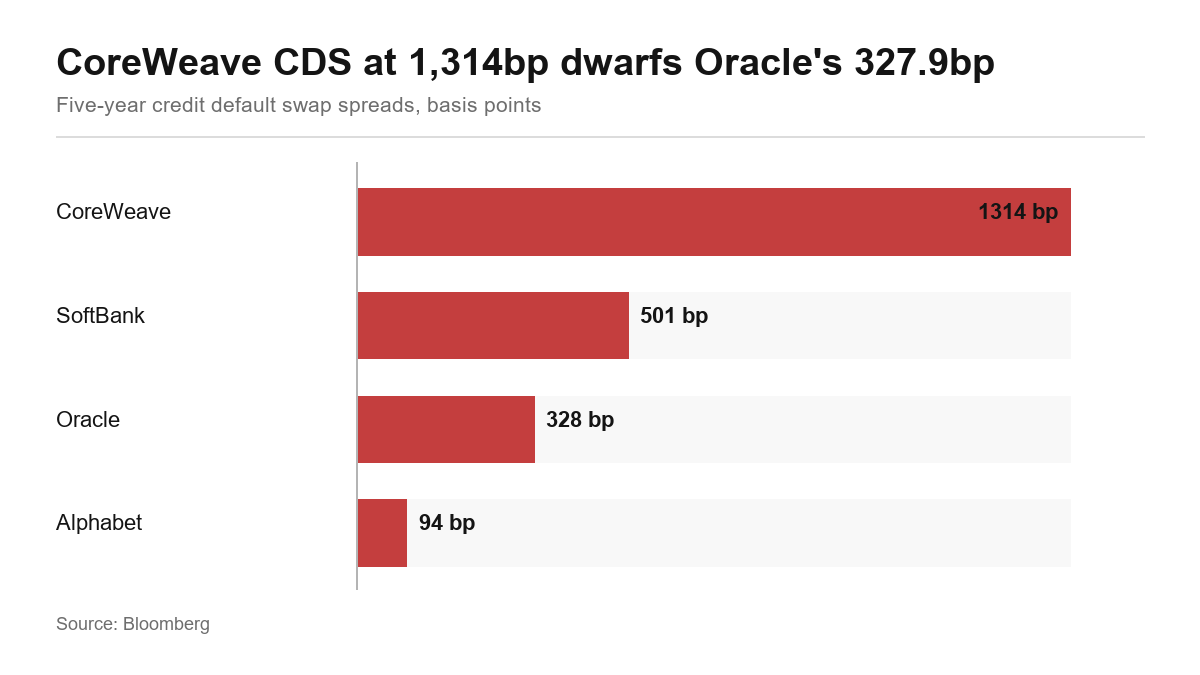 CoreWeave CDS at 1,314bp dwarfs Oracle's 327.9bp
Five-year credit default swap spreads, basis points
CoreWeave 1314 bp
SoftBank 501 bp
Oracle 328 bp
Alphabet 94 bp
Source: Bloomberg